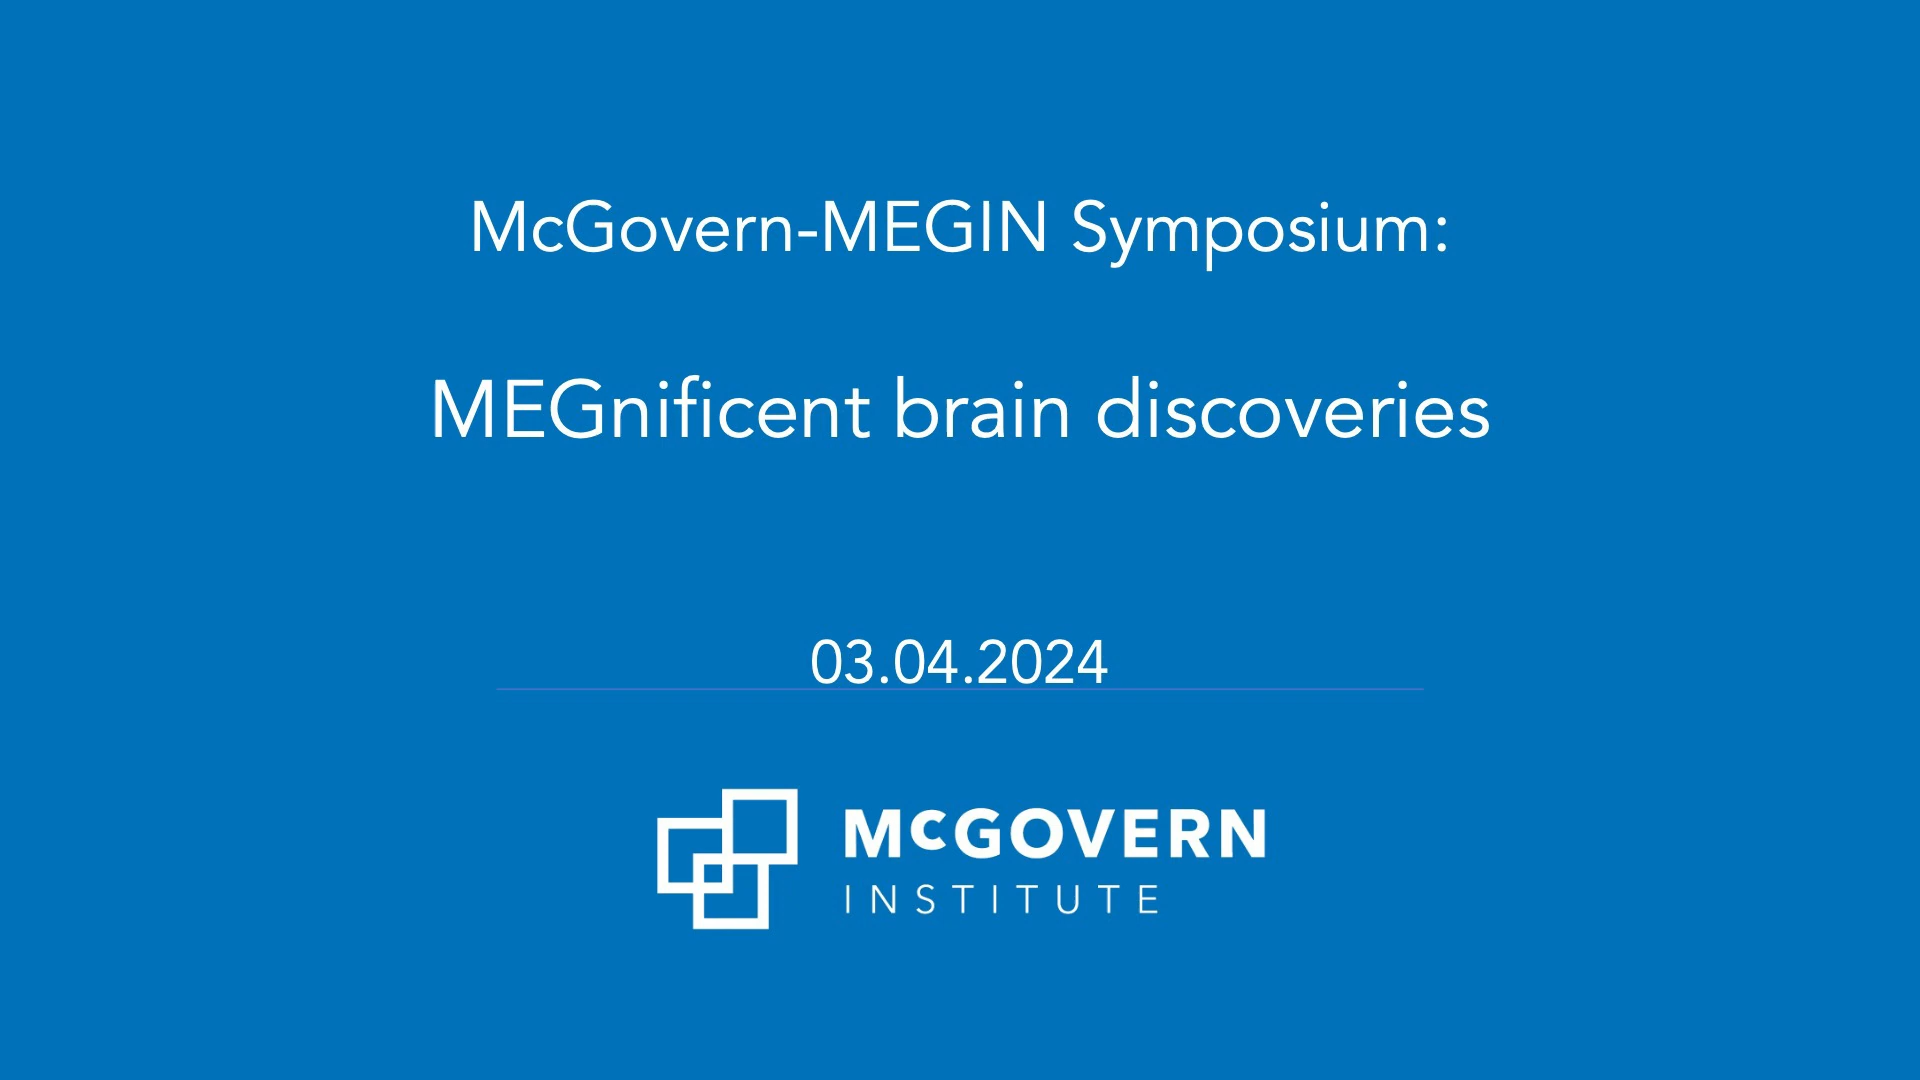 McGovern-MEGIN Symposium:
MEGnificent brain discoveries
03.04.2024
McGOVERN
INSTITUTE